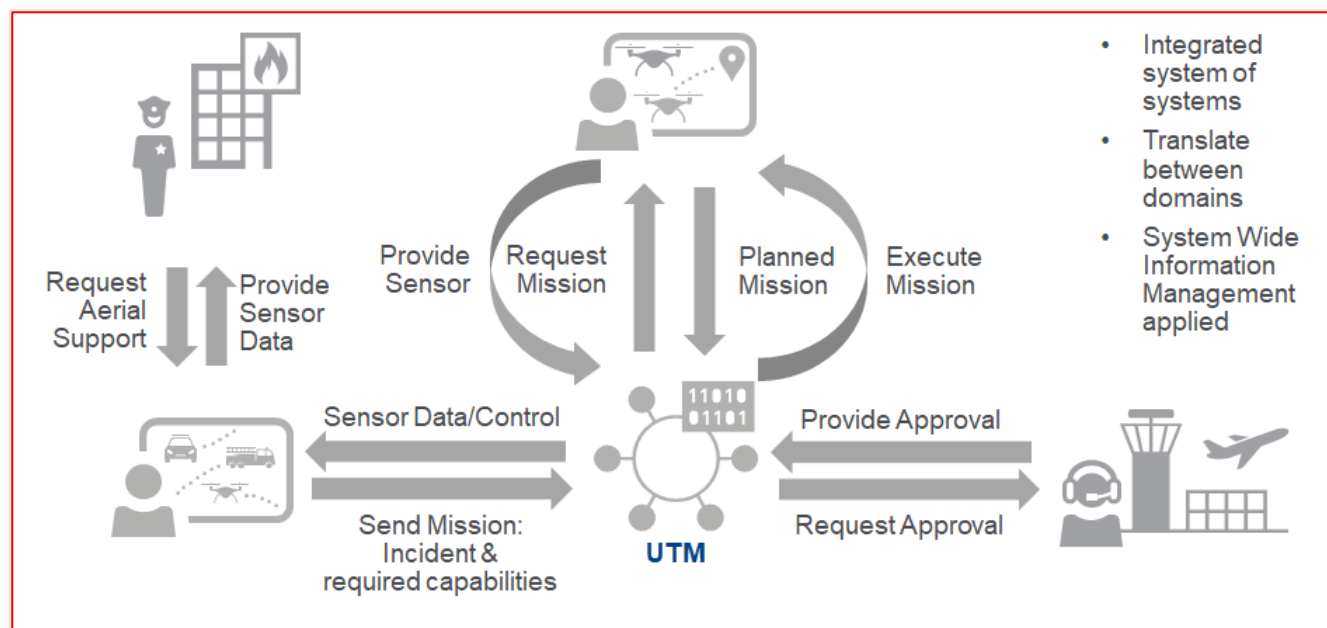 • Integrated
system of
systems
• Translate
between
domains
• System Wide
Information
Management
applied
Request
Aerial
Support
Provide
Sensor
Data
Provide
Sensor
Request
Mission
Planned
Mission
Execute
Mission
11010
01101
Sensor Data/Control
Send Mission:
Incident &
required capabilities
UTM
Provide Approval
Request Approval